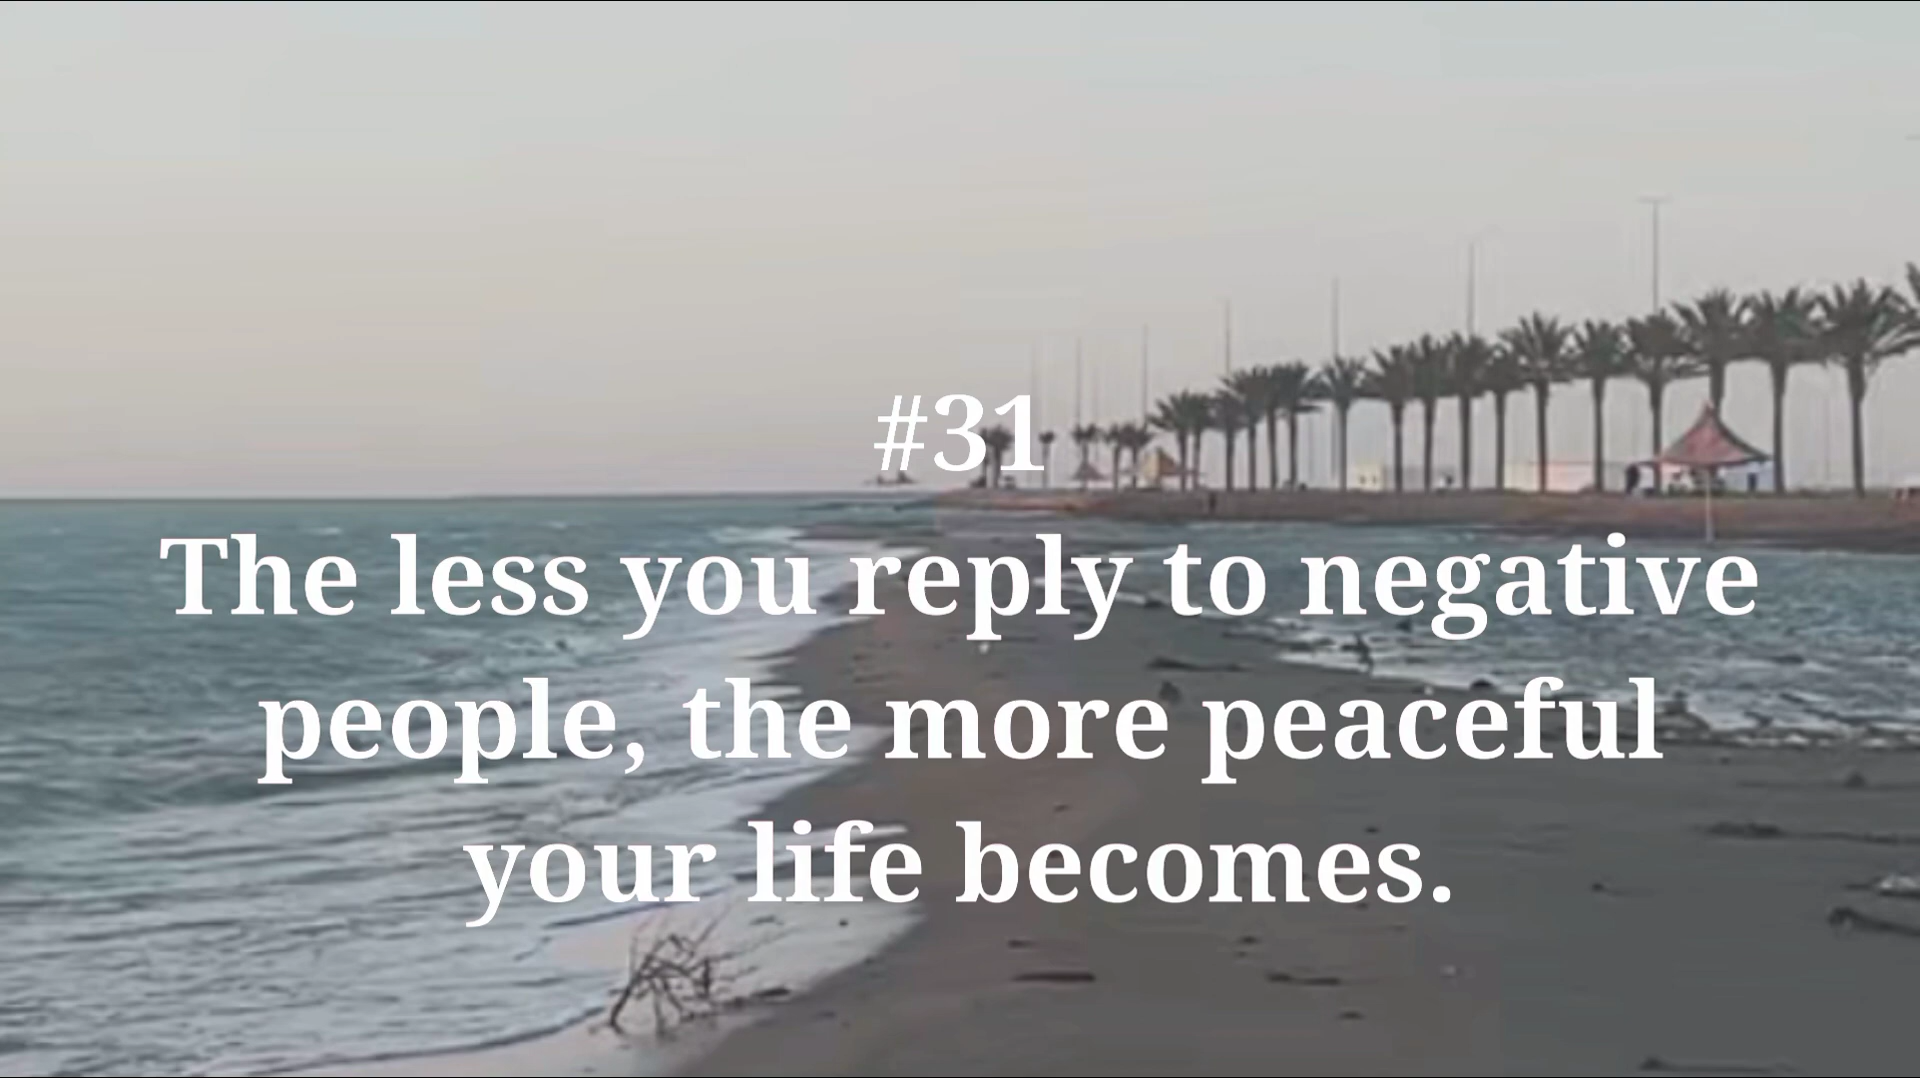 #31
The less you reply to negative
people, the more peaceful
your life becomes.